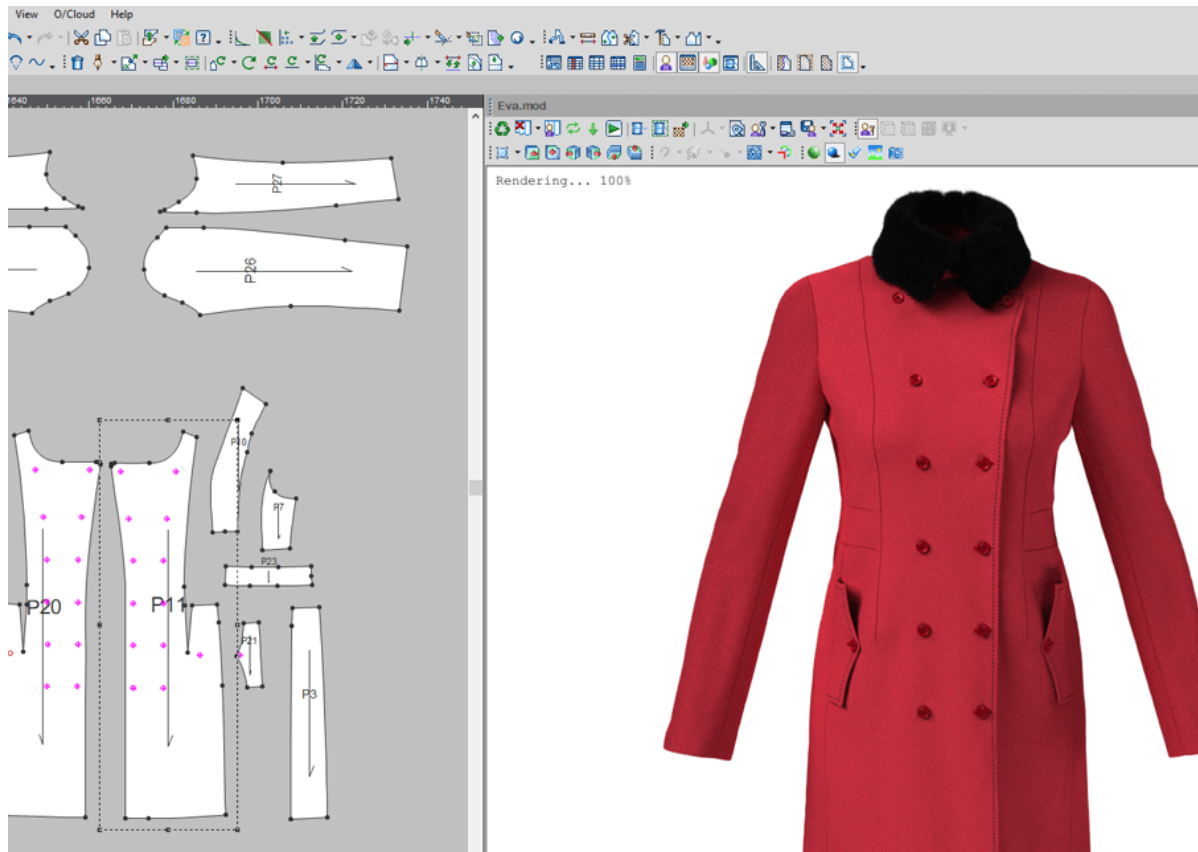 View O/Cloud Help
1640 1660 1680 1700 1720 1740
Eva.mod
Rendering... 100%
P27
P26
P10
P7
P23
P20
P11
P21
P3